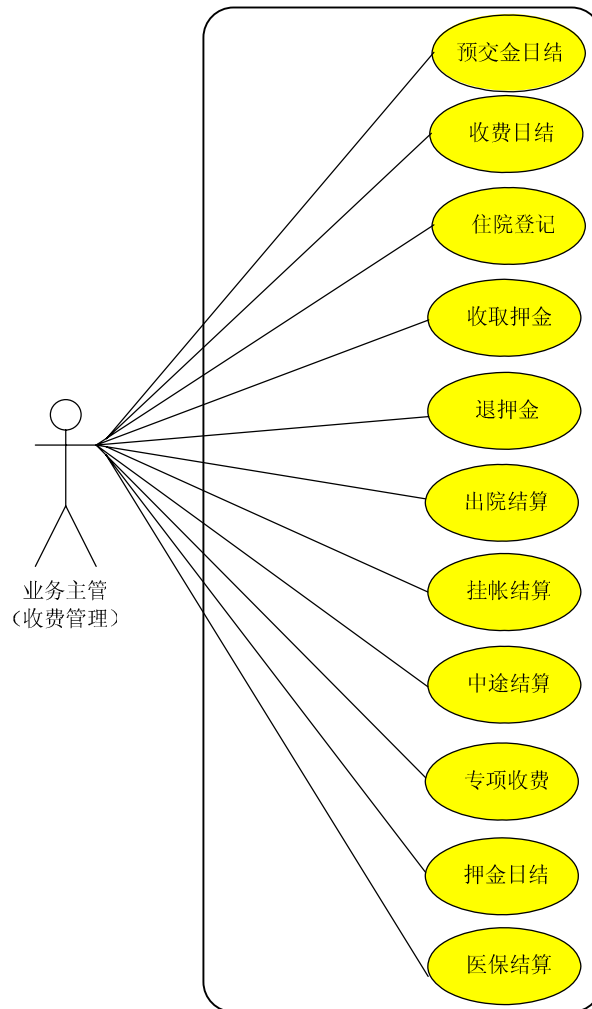 预交金日结
收费日结
住院登记
收取押金
退押金
出院结算
挂帐结算
中途结算
专项收费
押金日结
医保结算
业务主管
（收费管理）